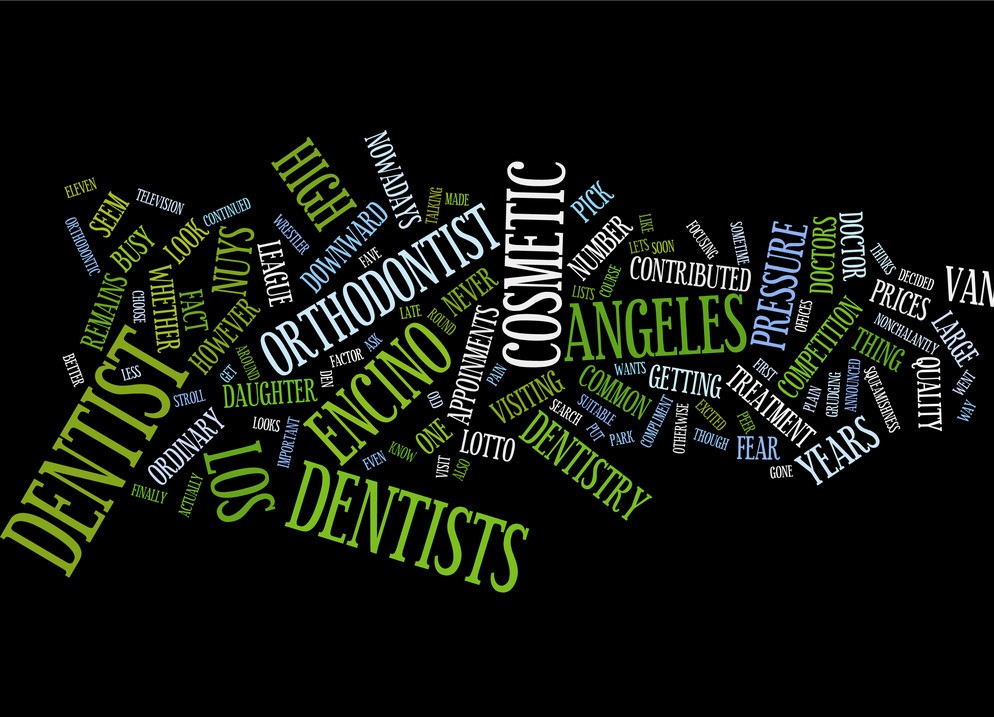 ELEVEN
SEEM
TELEVISION
ORTHODONTIC
BUSY
LOOK
CONTINUED
REMAINS
CHOSE
WHETHER
FACT
NUYS
HOWEVER
LEAGUE
WRESTLER
HIGH
DOWNWARD
NOWADAYS
FAVE
TALKING
MADE
ORTHODONTIST
BETTER
LESS
DENTIST
STROLL
GET
AROUND
DAUGHTER
DEN
FACTOR
ASK
LATE
ROUND
NEVER
ENCINO
ORDINARY
LOOKS
IMPORTANT
LOS
FINALLY
ACTUALLY
EVEN
KNOW
ONE
OLD
APPOINTMENTS
PAIN
VISIT
ALSO
LOTTO
DENTISTS
COSMETIC
PICK
NUMBER
LIKE
LET'S
SOON
LISTS
COURSE
FOCUSING
SOMETIME
CONTRIBUTED
ANGELES
VISITING
SEARCH
COMMON
SUITABLE
PUT
PARK
WANTS
GETTING
COMPLIMENT
OTHERWISE
DENTISTRY
EXCITED
THOUGH
PEER
FEAR
FIRST
TREATMENT
GONE
YEARS
PRESSURE
OFFICES
DOCTORS
DOCTOR
THINKS
DECIDED
PRICES
VAN
NONCHALANTLY
LARGE
COMPETITION
THING
PLAIN
GRUDING
ANNOUNCED
SQUEAMISHNESS
QUALITY
WENT
WAY